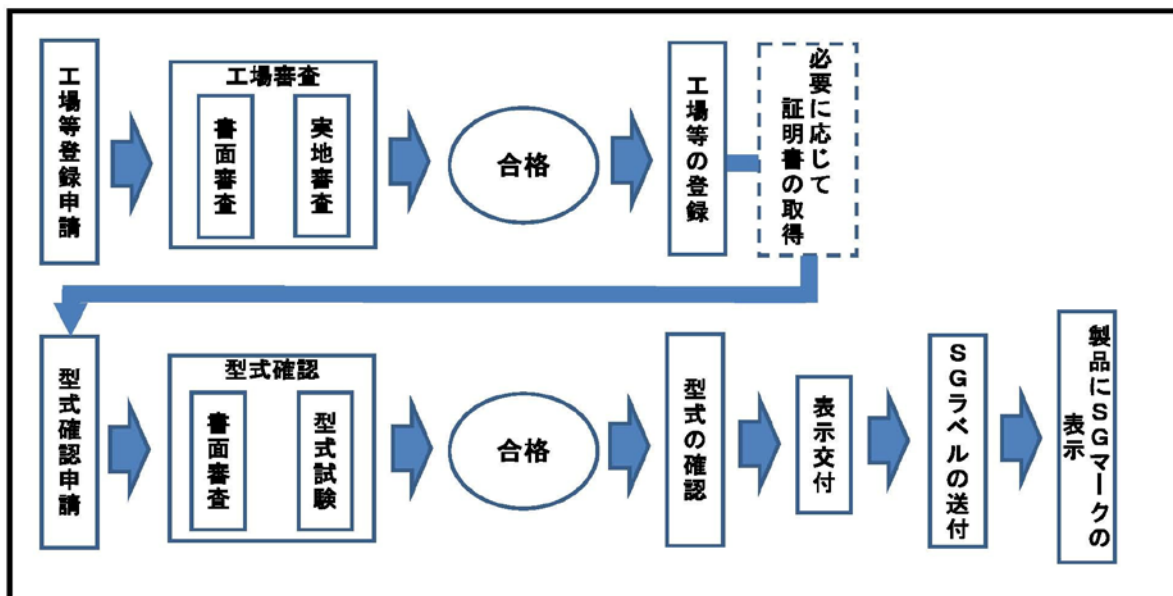 工場等登録申請
工場審査
書面審査
実地審査
合格
工場等の登録
必要に応じて
証明書の取得
型式確認申請
型式確認
書面審査
型式試験
合格
型式の確認
表示交付
SGラベルの送付
製品にSGマークの
表示